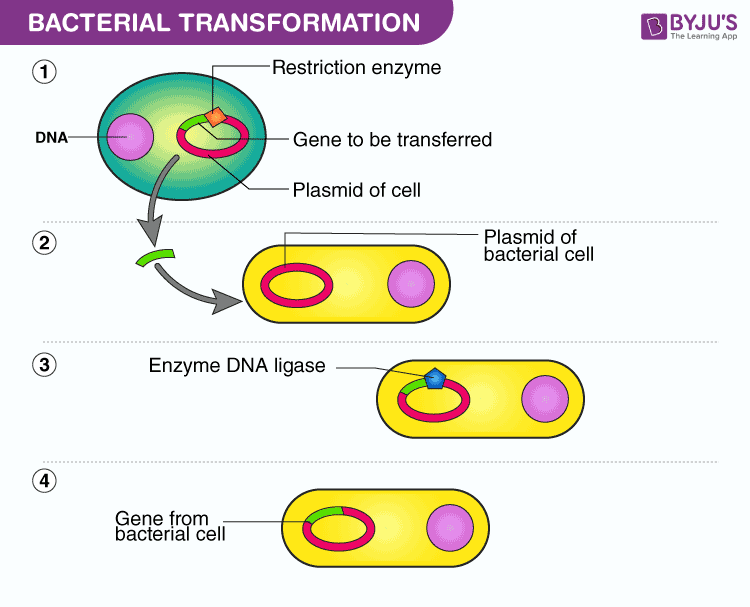 BACTERIAL TRANSFORMATION
BYJU'S
The Learning App
1
Restriction enzyme
DNA
Gene to be transferred
Plasmid of cell
2
Plasmid of
bacterial cell
3
Enzyme DNA ligase
4
Gene from
bacterial cell